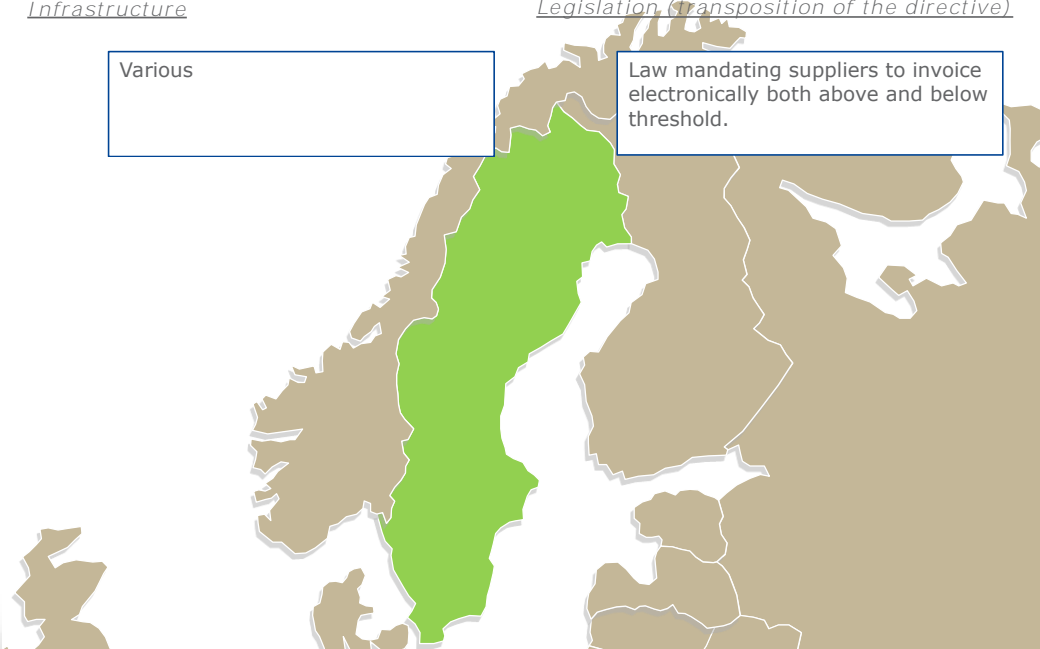 Infrastructure
Legislation (transposition of the directive)
Various
Law mandating suppliers to invoice
electronically both above and below
threshold.